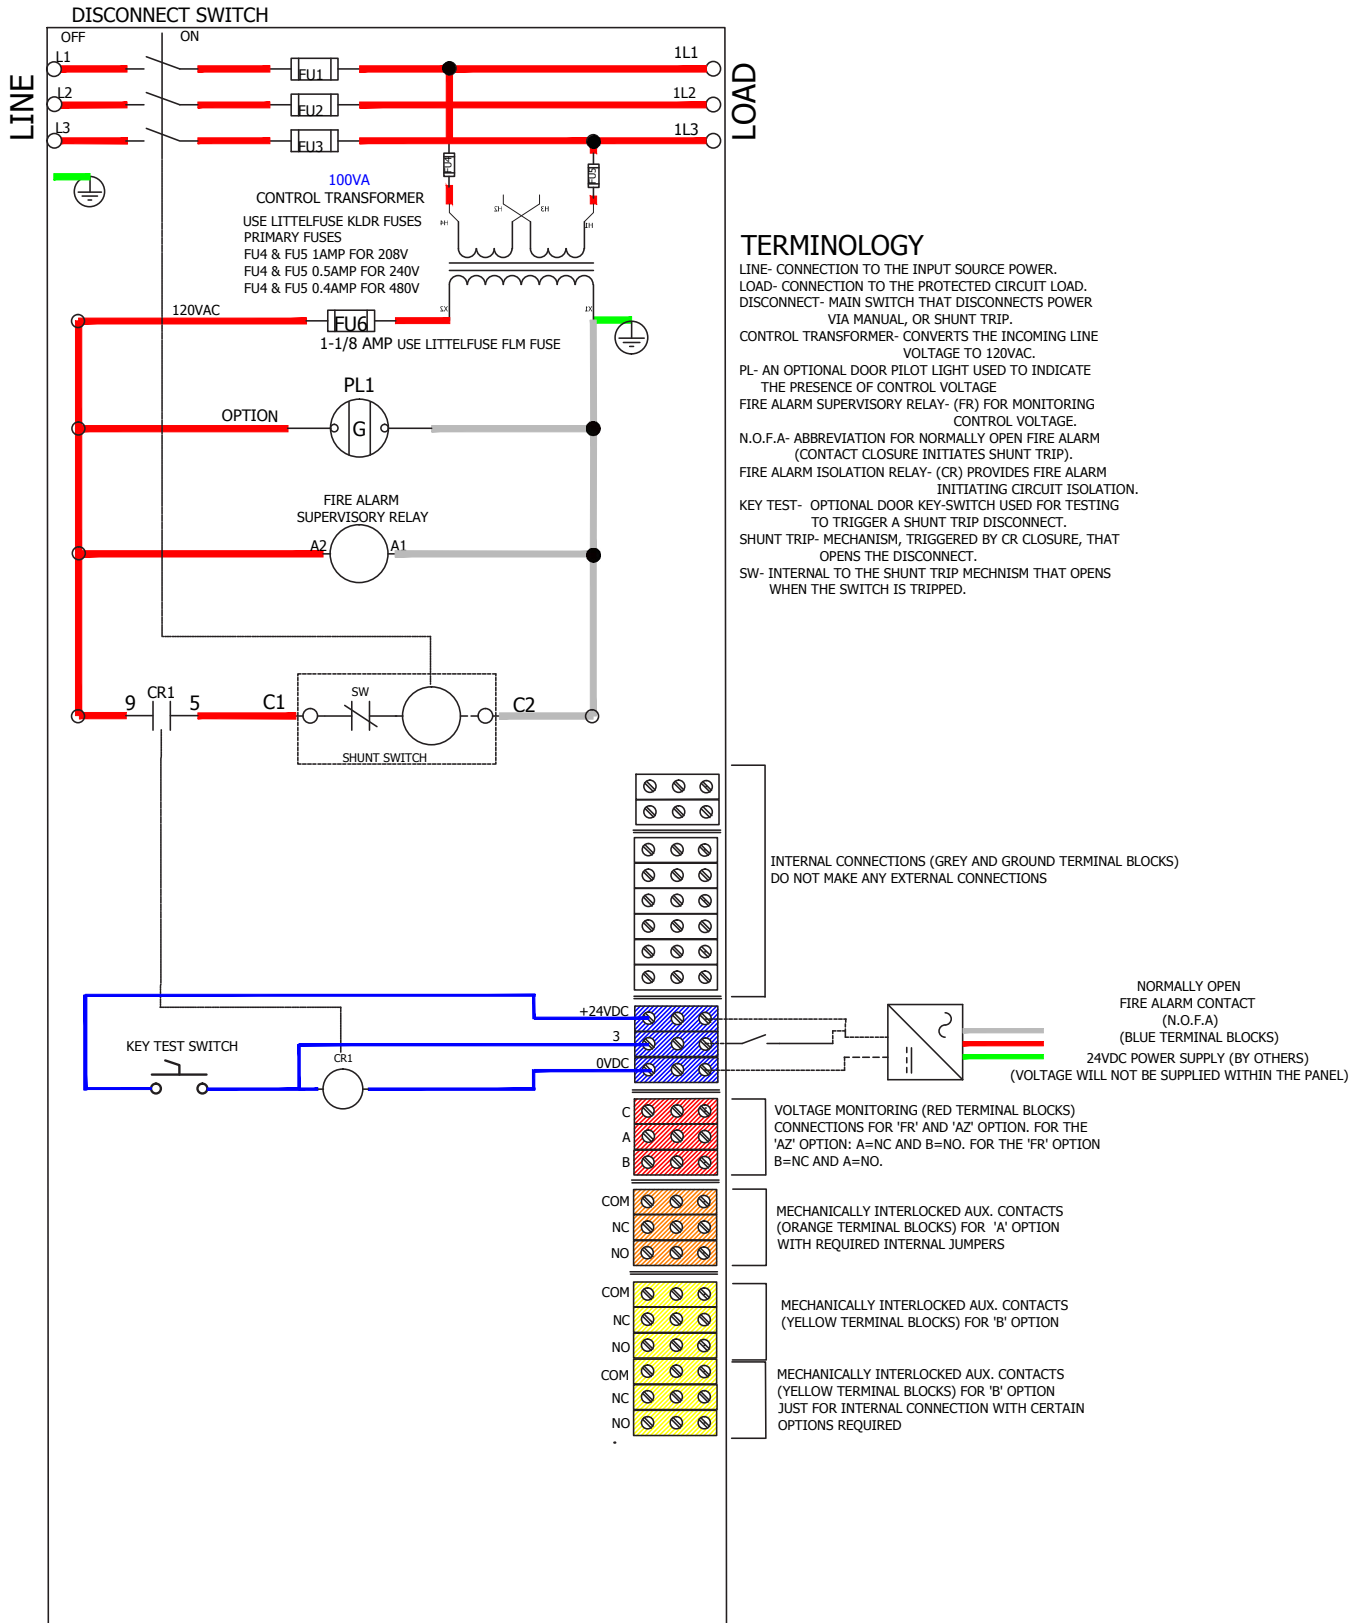 DISCONNECT SWITCH
OFF
ON
LINE
L1
L2
L3
FU1
FU2
FU3
1L1
1L2
1L3
LOAD
FU4
FU5
100VA
CONTROL TRANSFORMER
USE LITTELFUSE KLDR FUSES
PRIMARY FUSES
FU4 & FU5 1AMP FOR 208V
FU4 & FU5 0.5AMP FOR 240V
FU4 & FU5 0.4AMP FOR 480V
H4
H2
H3
H1
X2
X1
120VAC
FU6
1-1/8 AMP USE LITTELFUSE FLM FUSE
PL1
OPTION
G
FIRE ALARM
SUPERVISORY RELAY
A2
A1
9
CR1
5
C1
SW
C2
SHUNT SWITCH
TERMINOLOGY
LINE- CONNECTION TO THE INPUT SOURCE POWER.
LOAD- CONNECTION TO THE PROTECTED CIRCUIT LOAD.
DISCONNECT- MAIN SWITCH THAT DISCONNECTS POWER
VIA MANUAL, OR SHUNT TRIP.
CONTROL TRANSFORMER- CONVERTS THE INCOMING LINE
VOLTAGE TO 120VAC.
PL- AN OPTIONAL DOOR PILOT LIGHT USED TO INDICATE
THE PRESENCE OF CONTROL VOLTAGE
FIRE ALARM SUPERVISORY RELAY- (FR) FOR MONITORING
CONTROL VOLTAGE.
N.O.F.A- ABBREVIATION FOR NORMALLY OPEN FIRE ALARM
(CONTACT CLOSURE INITIATES SHUNT TRIP).
FIRE ALARM ISOLATION RELAY- (CR) PROVIDES FIRE ALARM
INITIATING CIRCUIT ISOLATION.
KEY TEST- OPTIONAL DOOR KEY-SWITCH USED FOR TESTING
TO TRIGGER A SHUNT TRIP DISCONNECT.
SHUNT TRIP- MECHANISM, TRIGGERED BY CR CLOSURE, THAT
OPENS THE DISCONNECT.
SW- INTERNAL TO THE SHUNT TRIP MECHNISM THAT OPENS
WHEN THE SWITCH IS TRIPPED.
INTERNAL CONNECTIONS (GREY AND GROUND TERMINAL BLOCKS)
DO NOT MAKE ANY EXTERNAL CONNECTIONS
KEY TEST SWITCH
CR1
+24VDC
3
0VDC
NORMALLY OPEN
FIRE ALARM CONTACT
(N.O.F.A)
(BLUE TERMINAL BLOCKS)
24VDC POWER SUPPLY (BY OTHERS)
(VOLTAGE WILL NOT BE SUPPLIED WITHIN THE PANEL)
C
A
B
VOLTAGE MONITORING (RED TERMINAL BLOCKS)
CONNECTIONS FOR 'FR' AND 'AZ' OPTION. FOR THE
'AZ' OPTION: A=NC AND B=NO. FOR THE 'FR' OPTION
B=NC AND A=NO.
COM
NC
NO
MECHANICALLY INTERLOCKED AUX. CONTACTS
(ORANGE TERMINAL BLOCKS) FOR 'A' OPTION
WITH REQUIRED INTERNAL JUMPERS
COM
NC
NO
MECHANICALLY INTERLOCKED AUX. CONTACTS
(YELLOW TERMINAL BLOCKS) FOR 'B' OPTION
COM
NC
NO
MECHANICALLY INTERLOCKED AUX. CONTACTS
(YELLOW TERMINAL BLOCKS) FOR 'B' OPTION
JUST FOR INTERNAL CONNECTION WITH CERTAIN
OPTIONS REQUIRED